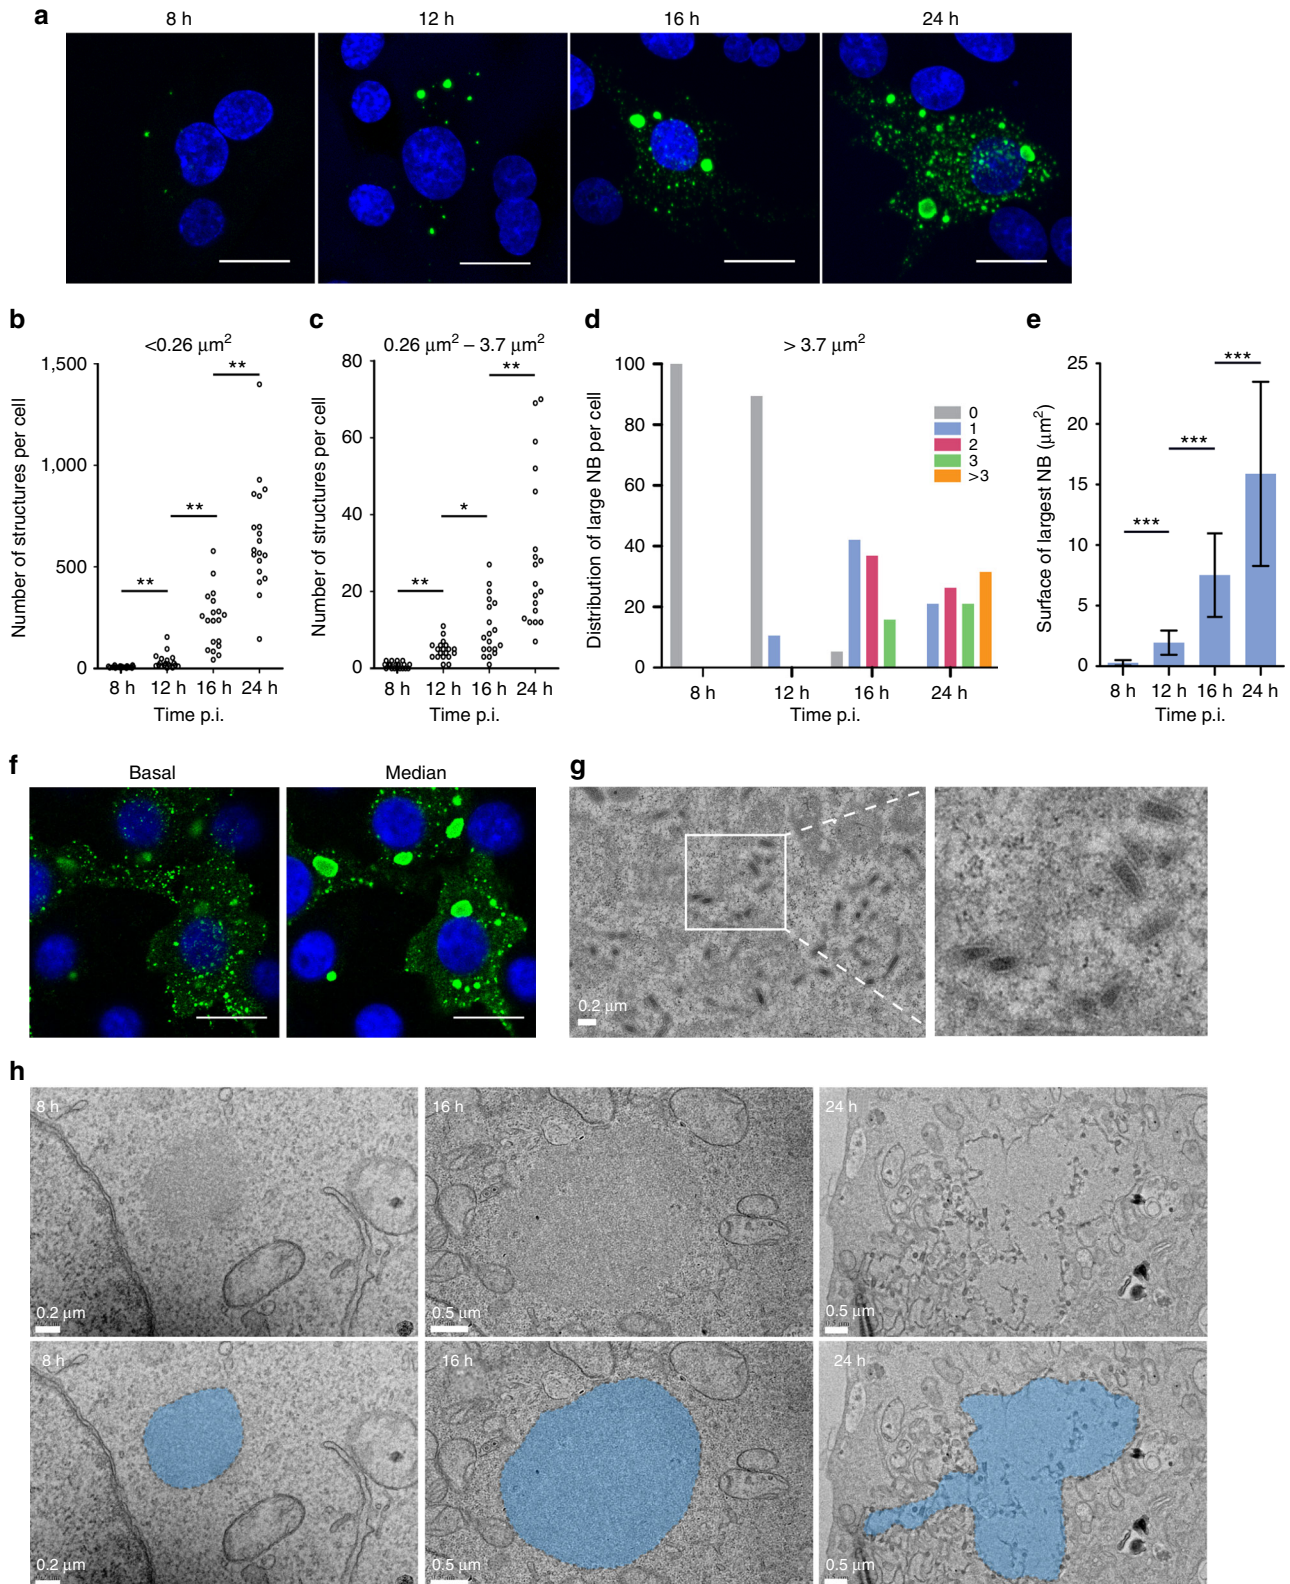 a
8 h
12 h
16 h
24 h
b
<0.26 μm²
Number of structures per cell
1,500
1,000
500
0
**
**
**
8 h
12 h
16 h
24 h
Time p.i.
c
0.26 μm² – 3.7 μm²
Number of structures per cell
80
60
40
20
0
**
*
**
8 h
12 h
16 h
24 h
Time p.i.
d
> 3.7 μm²
Distribution of large NB per cell
100
80
60
40
20
0
0
1
2
3
>3
8 h
12 h
16 h
24 h
Time p.i.
e
Surface of largest NB (μm²)
25
20
15
10
5
0
***
***
***
8 h
12 h
16 h
24 h
Time p.i.
f
Basal
Median
g
0.2 μm
h
8 h
0.2 μm
16 h
0.5 μm
24 h
0.5 μm
8 h
0.2 μm
16 h
0.5 μm
24 h
0.5 μm